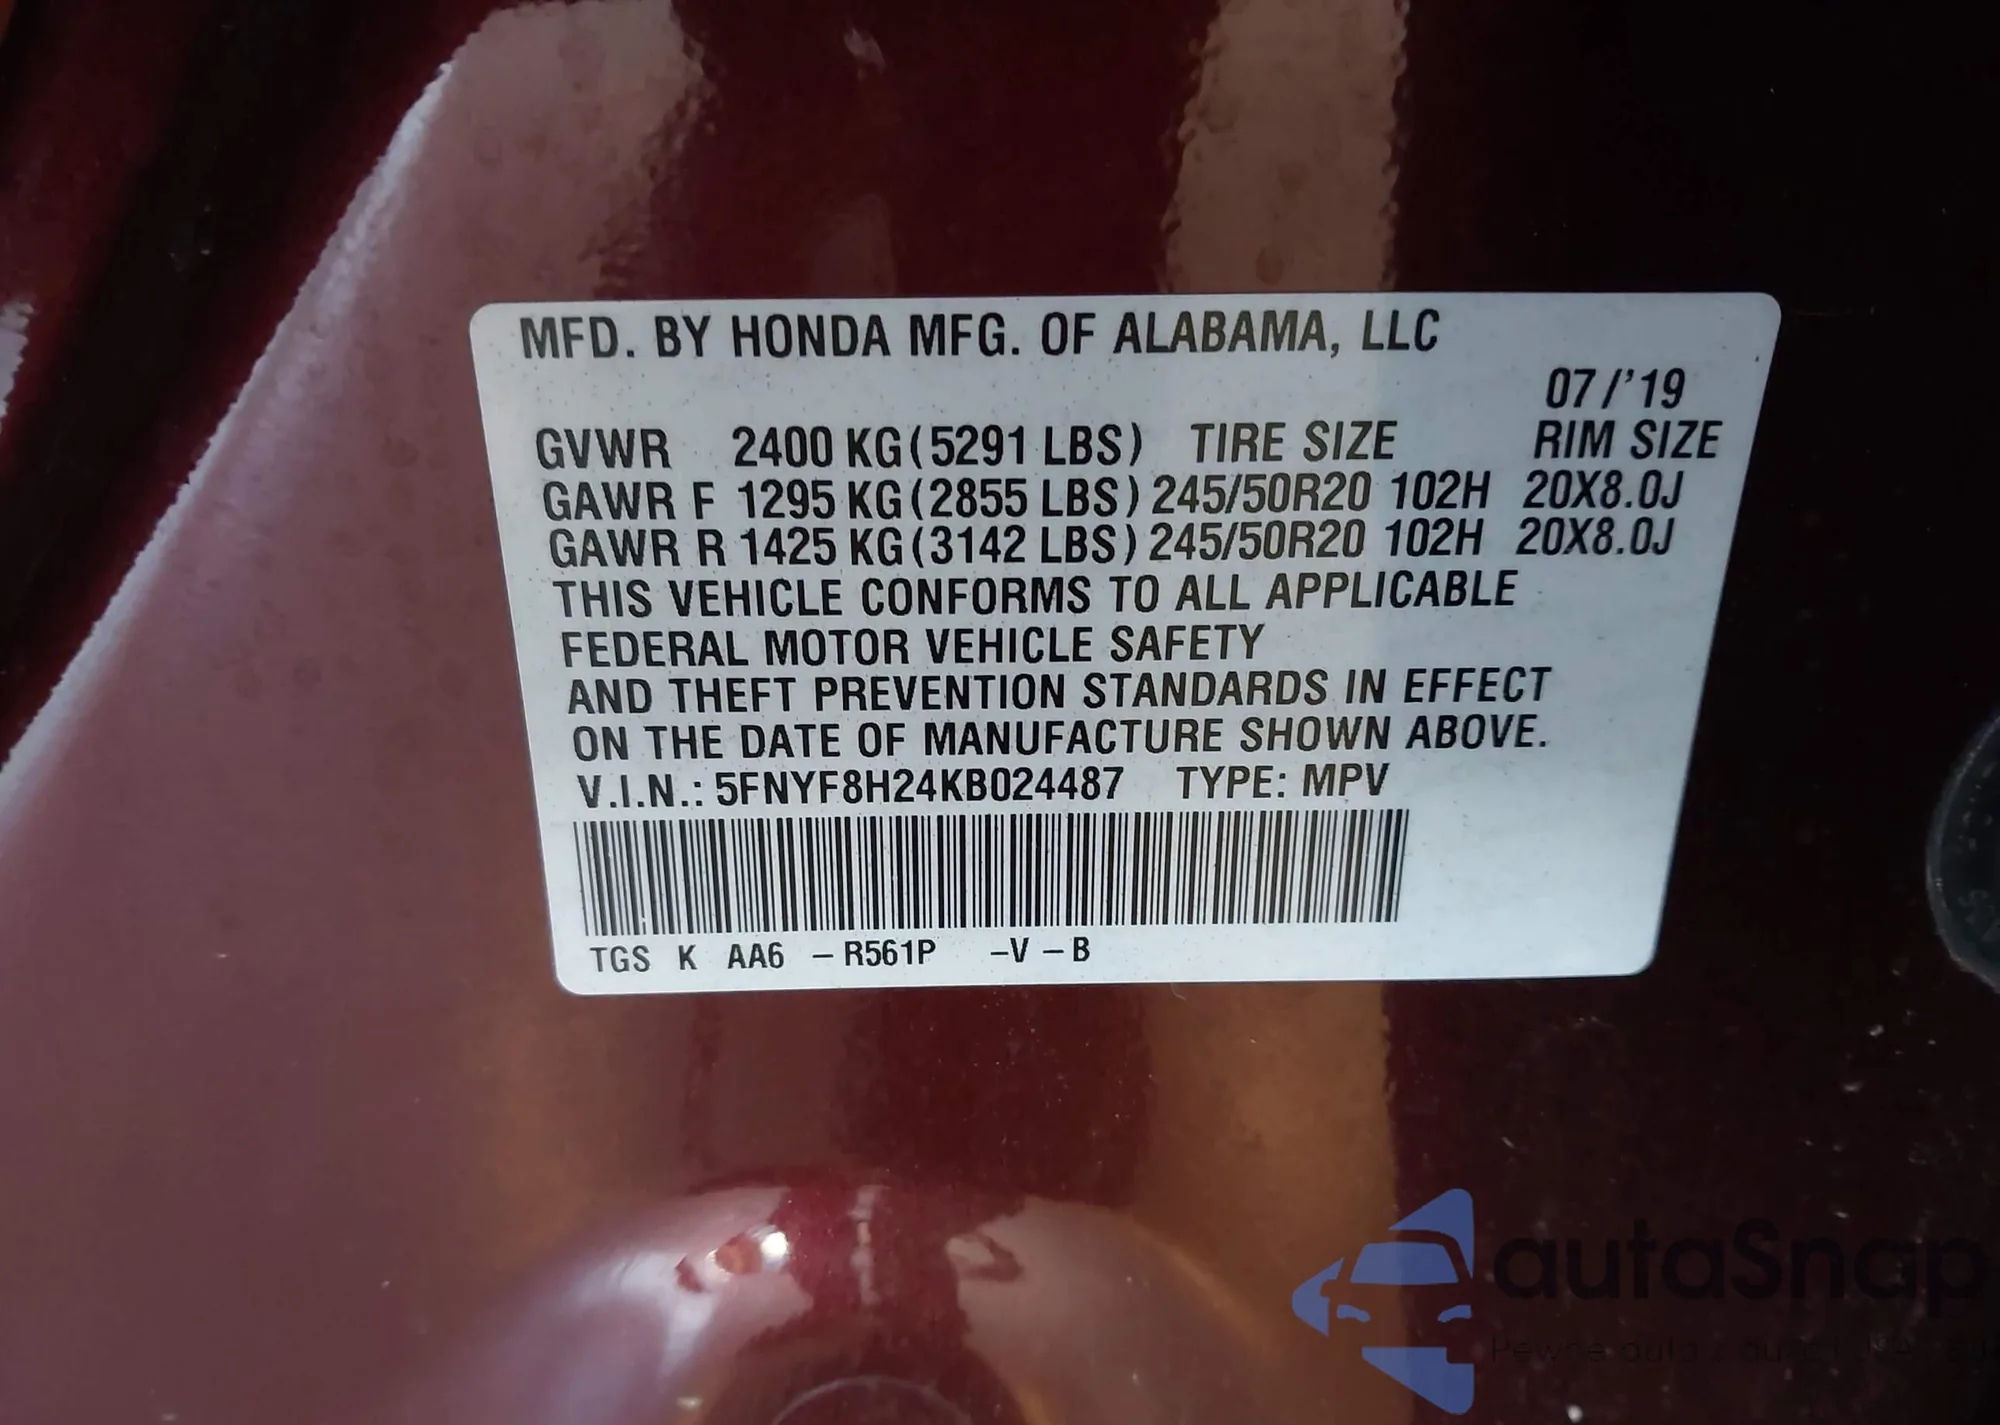 MFD. BY HONDA MFG. OF ALABAMA, LLC
07/'19
GVWR 2400 KG(5291 LBS) TIRE SIZE RIM SIZE
GAWR F 1295 KG(2855 LBS) 245/50R20 102H 20X8.0J
GAWR R 1425 KG(3142 LBS) 245/50R20 102H 20X8.0J
THIS VEHICLE CONFORMS TO ALL APPLICABLE
FEDERAL MOTOR VEHICLE SAFETY
AND THEFT PREVENTION STANDARDS IN EFFECT
ON THE DATE OF MANUFACTURE SHOWN ABOVE.
V.I.N.: 5FNYF8H24KB024487 TYPE: MPV
TGS K AA6 – R561P –V – B
autaSnap
Pewne auto z